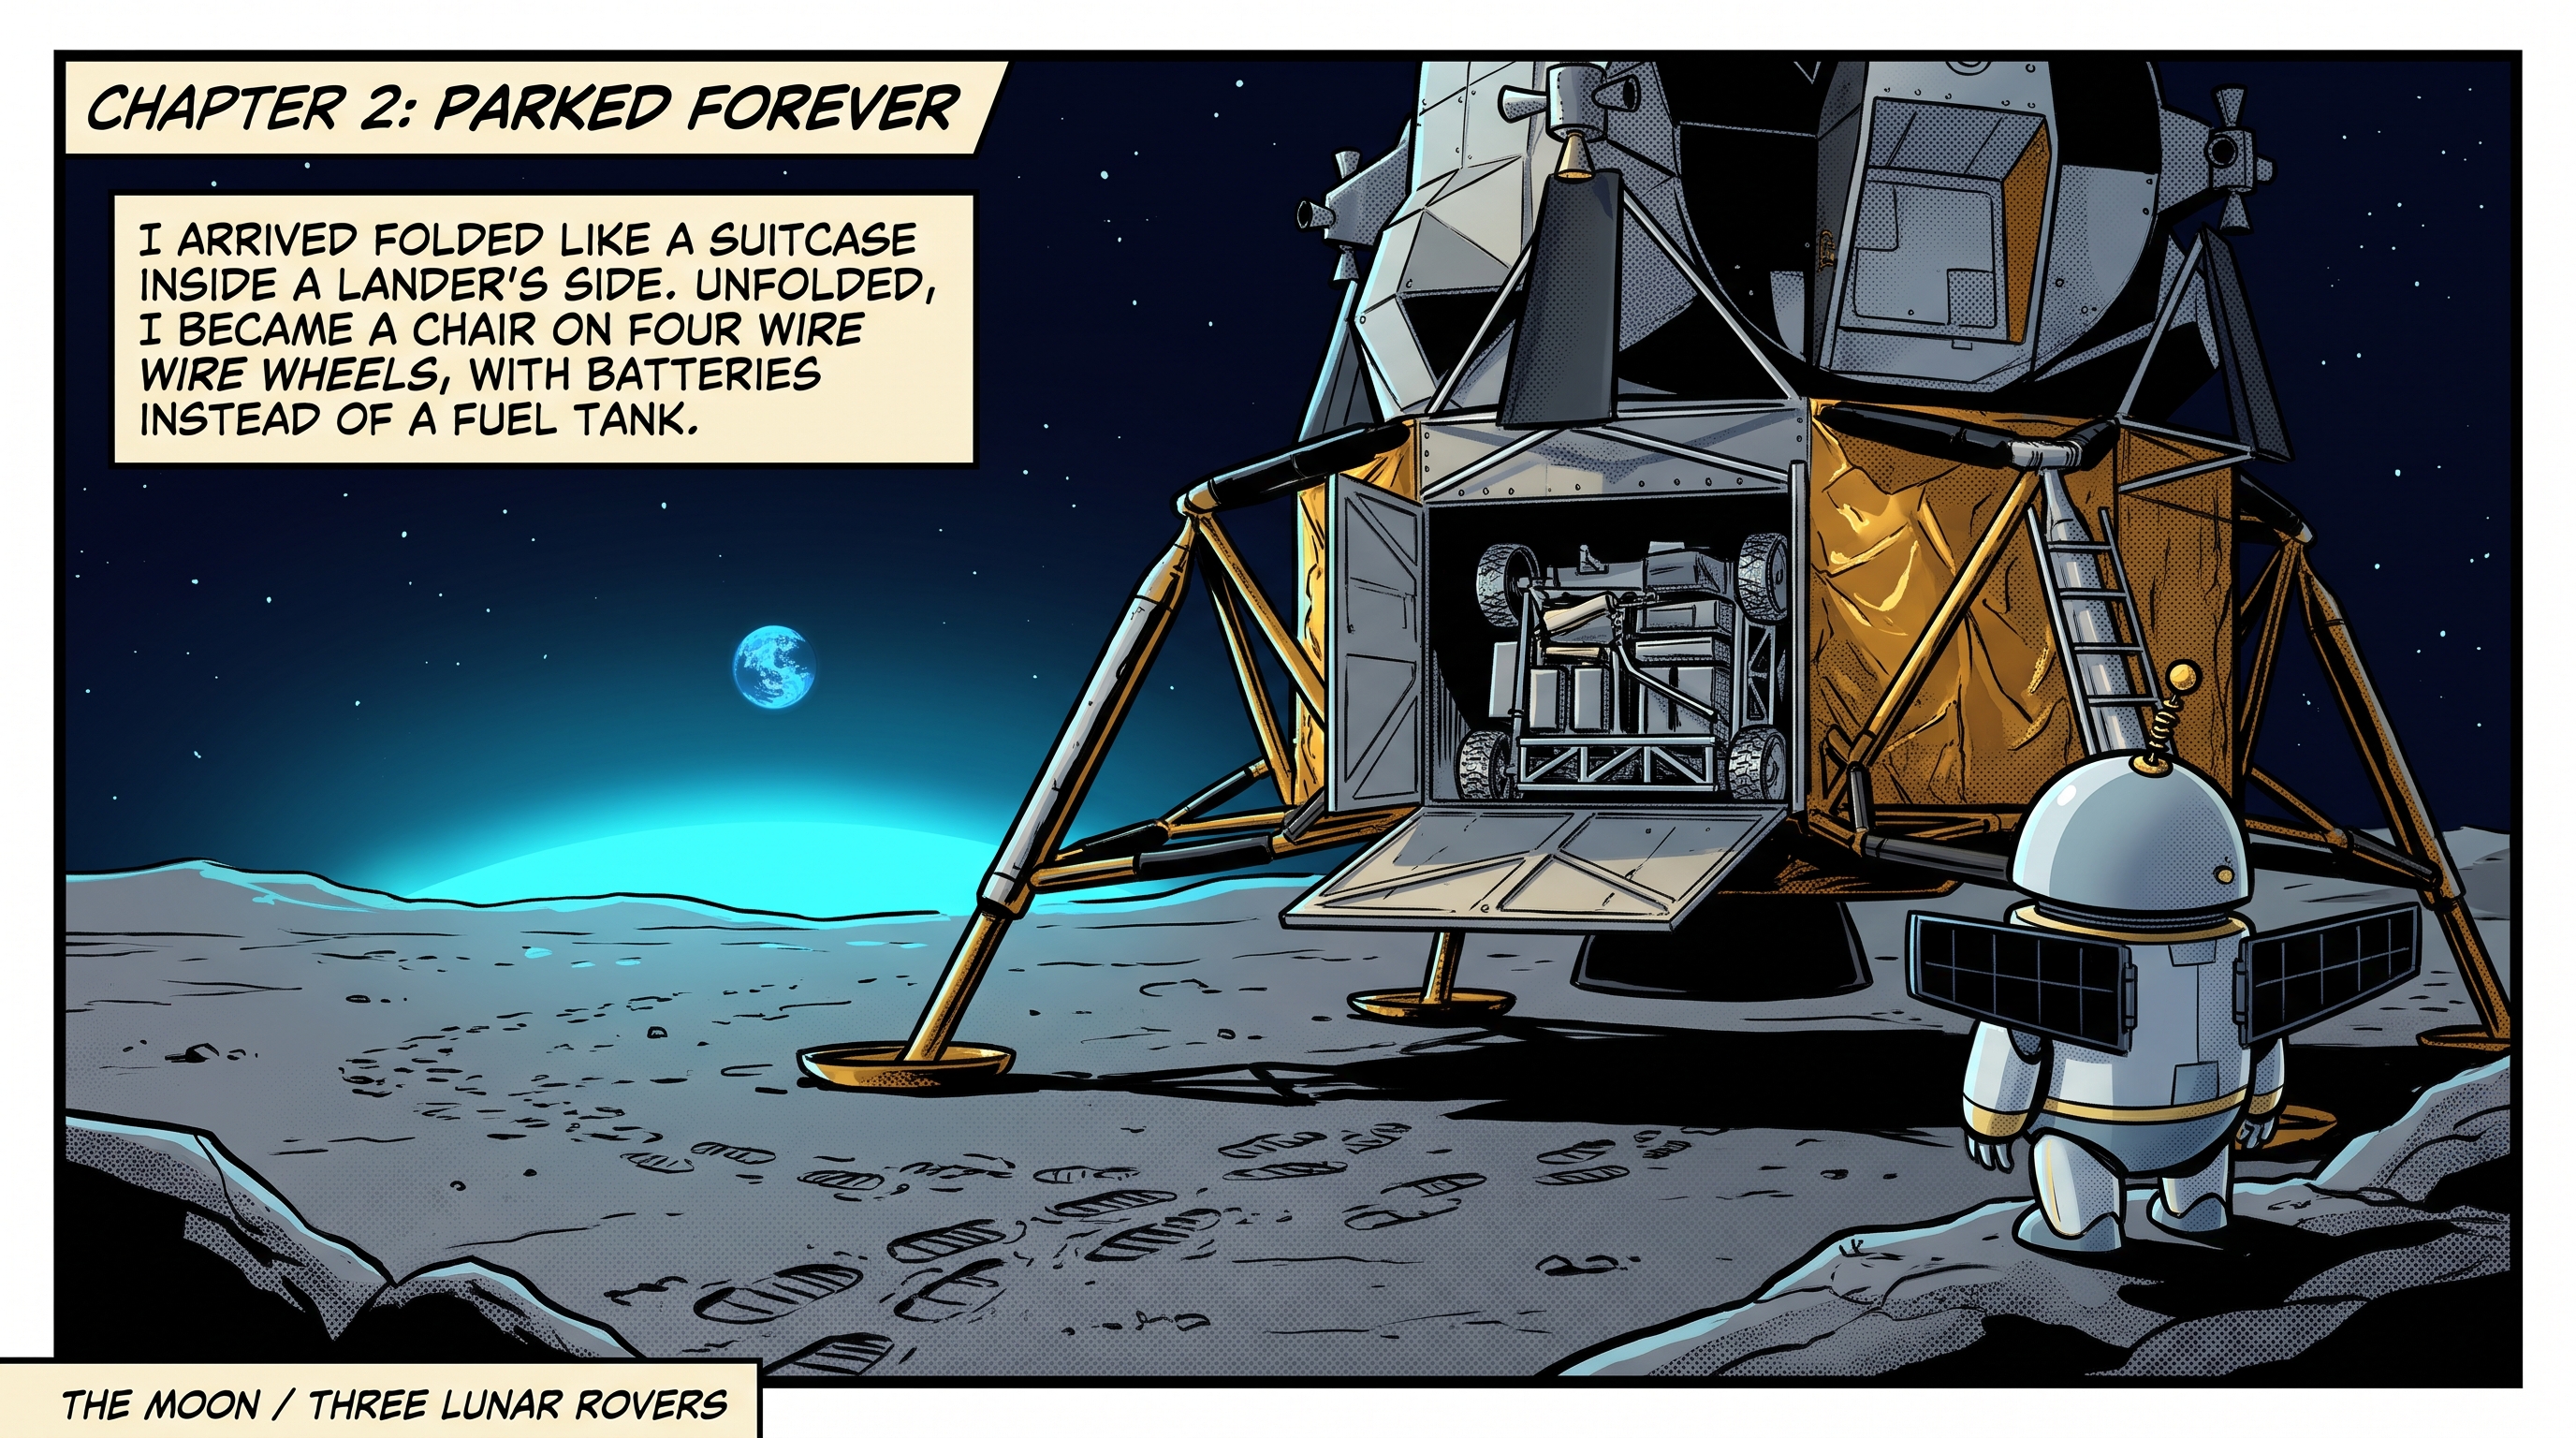 CHAPTER 2: PARKED FOREVER
I ARRIVED FOLDED LIKE A SUITCASE
INSIDE A LANDER'S SIDE. UNFOLDED,
I BECAME A CHAIR ON FOUR WIRE
WIRE WHEELS, WITH BATTERIES
INSTEAD OF A FUEL TANK.
THE MOON / THREE LUNAR ROVERS